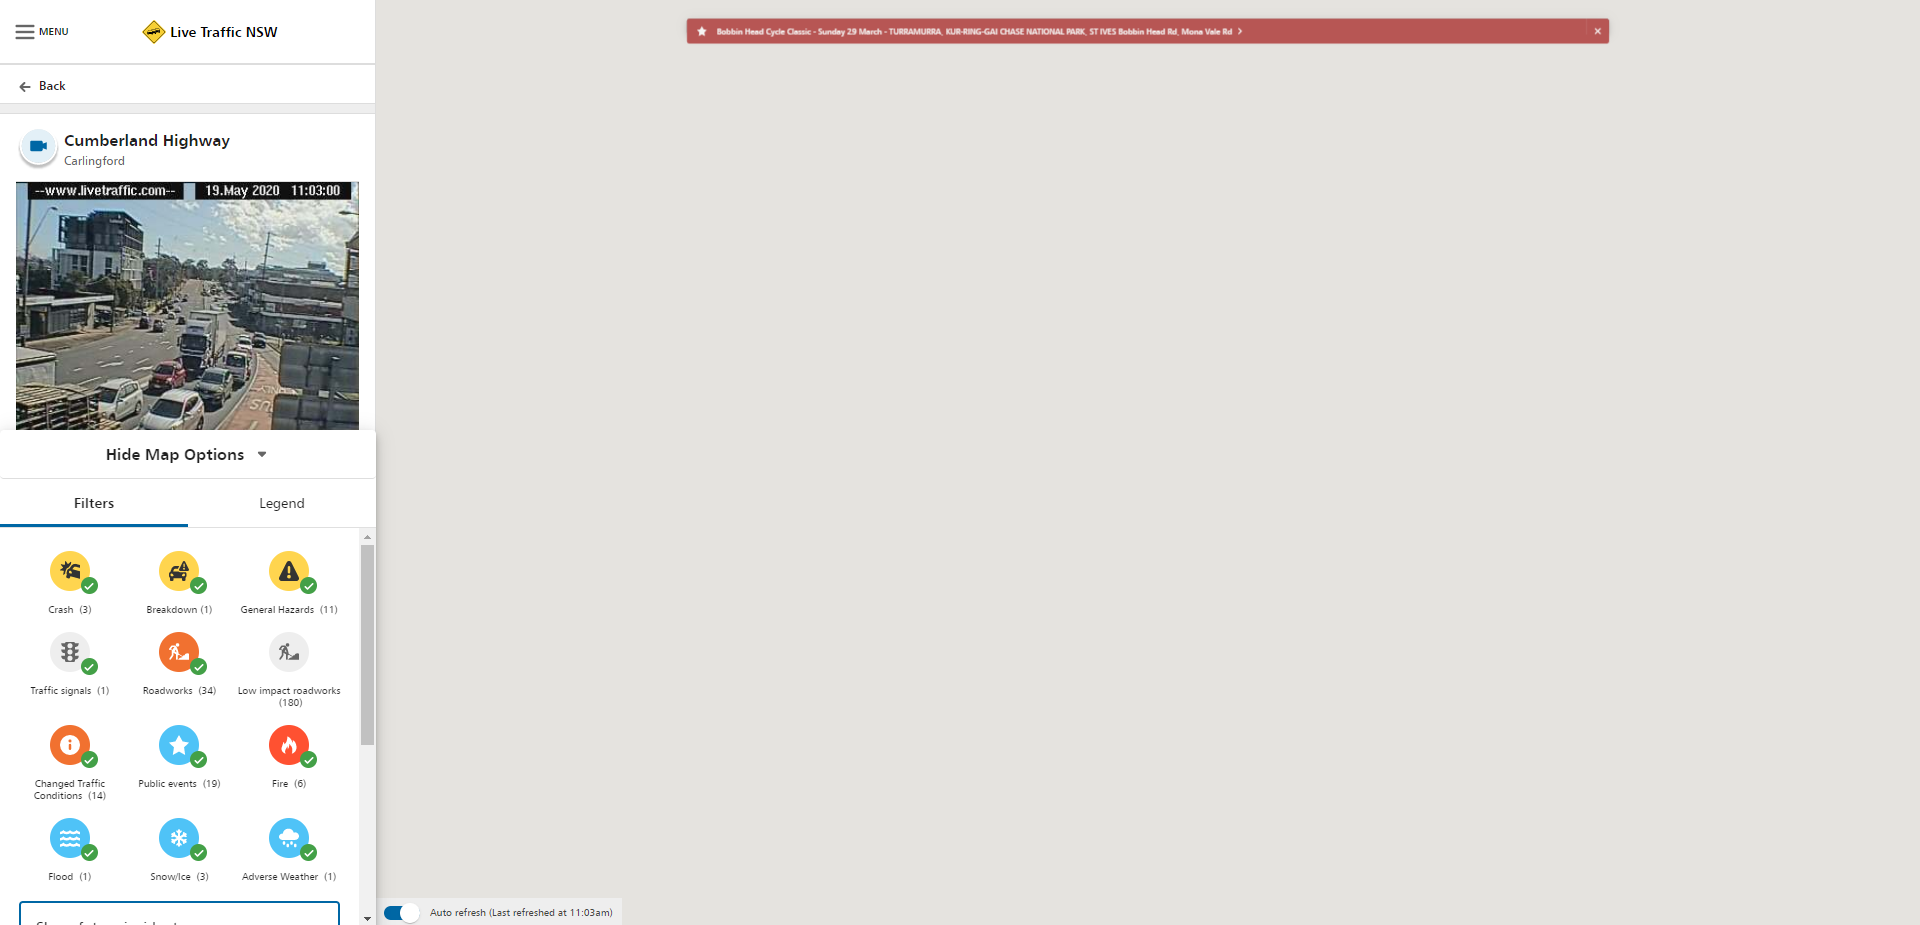 MENU
Live Traffic NSW
Bobbin Head Cycle Classic - Sunday 29 March - TURRAMURRA, KUR-RING-GAI CHASE NATIONAL PARK, ST IVES Bobbin Head Rd, Mona Vale Rd
Back
Cumberland Highway
Carlingford
--www.livetraffic.com-- 19.May 2020 11:03:00
Hide Map Options
Filters Legend
Crash (3) Breakdown (1) General Hazards (11)
Traffic signals (1) Roadworks (34) Low impact roadworks
(180)
Changed Traffic Public events (19) Fire (6)
Conditions (14)
Flood (1) Snow/Ice (3) Adverse Weather (1)
Auto refresh (Last refreshed at 11:03am)